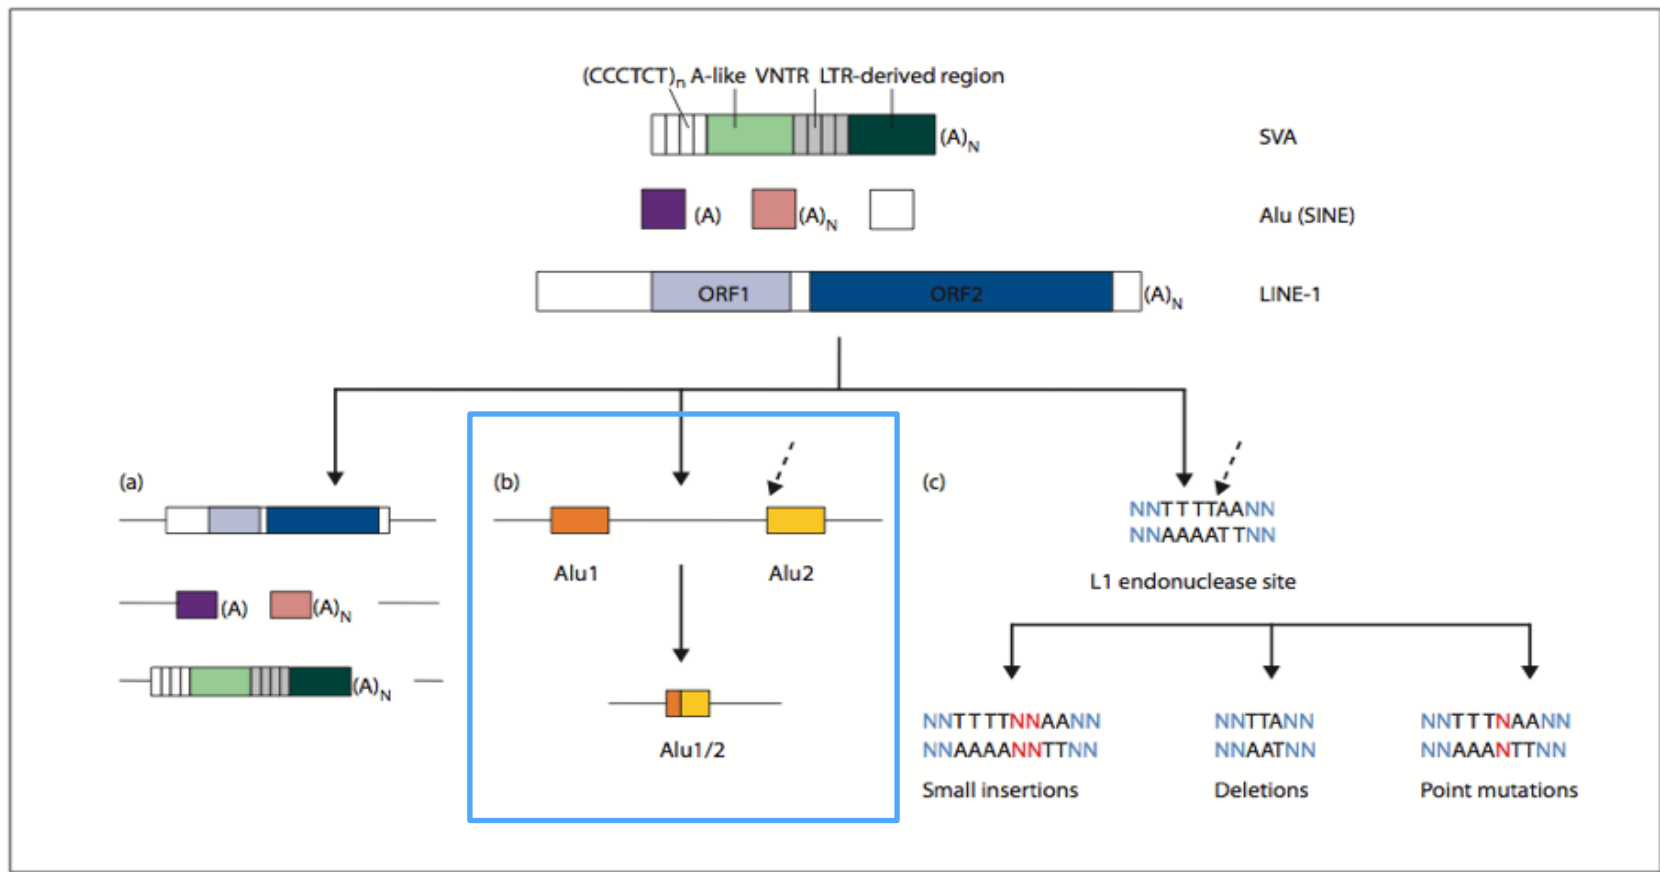 (CCCTCT)n A-like VNTR LTR-derived region
(A)N
SVA
(A)
(A)N
Alu (SINE)
ORF1
ORF2
(A)N
LINE-1
(a)
(A)
(A)N
(A)N
(b)
Alu1
Alu2
Alu1/2
(c)
NNTTTTAANN
NNAAAATTNN
L1 endonuclease site
NNTTTTNNAANN
NNAAAANNTTNN
Small insertions
NNTTANN
NNAATNN
Deletions
NNTTTNAANN
NNAAANTTNN
Point mutations